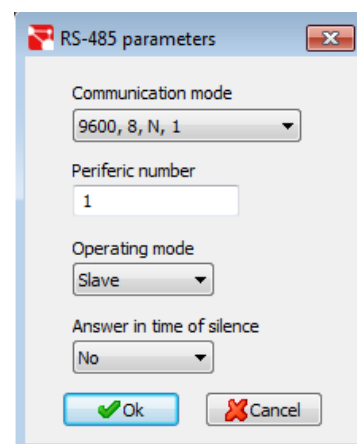 RS-485 parameters
Communication mode
9600, 8, N, 1
Periferic number
1
Operating mode
Slave
Answer in time of silence
No
Ok Cancel